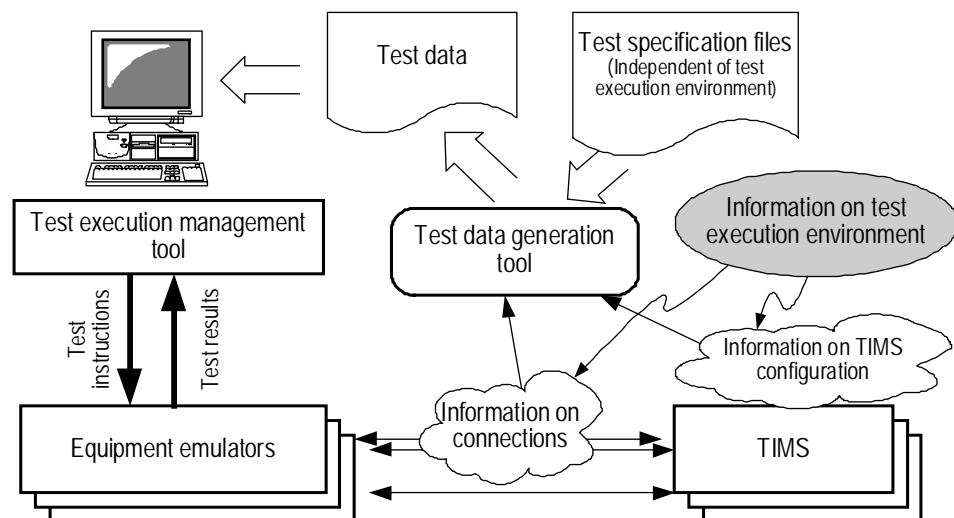 Test data
Test specification files
(Independent of test
execution environment)
Test execution management
tool
Test data generation
tool
Information on test
execution environment
Test
instructions
Test results
Information on TIMS
configuration
Information on
connections
Equipment emulators
TIMS